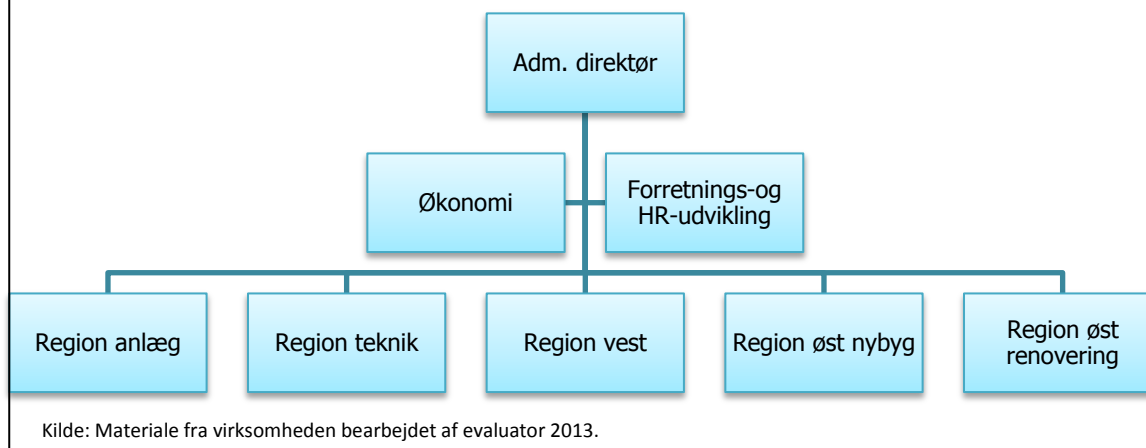 Adm. direktør
Økonomi
Forretnings-og
HR-udvikling
Region anlæg
Region teknik
Region vest
Region øst nybyg
Region øst
renovering
Kilde: Materiale fra virksomheden bearbejdet af evaluator 2013.